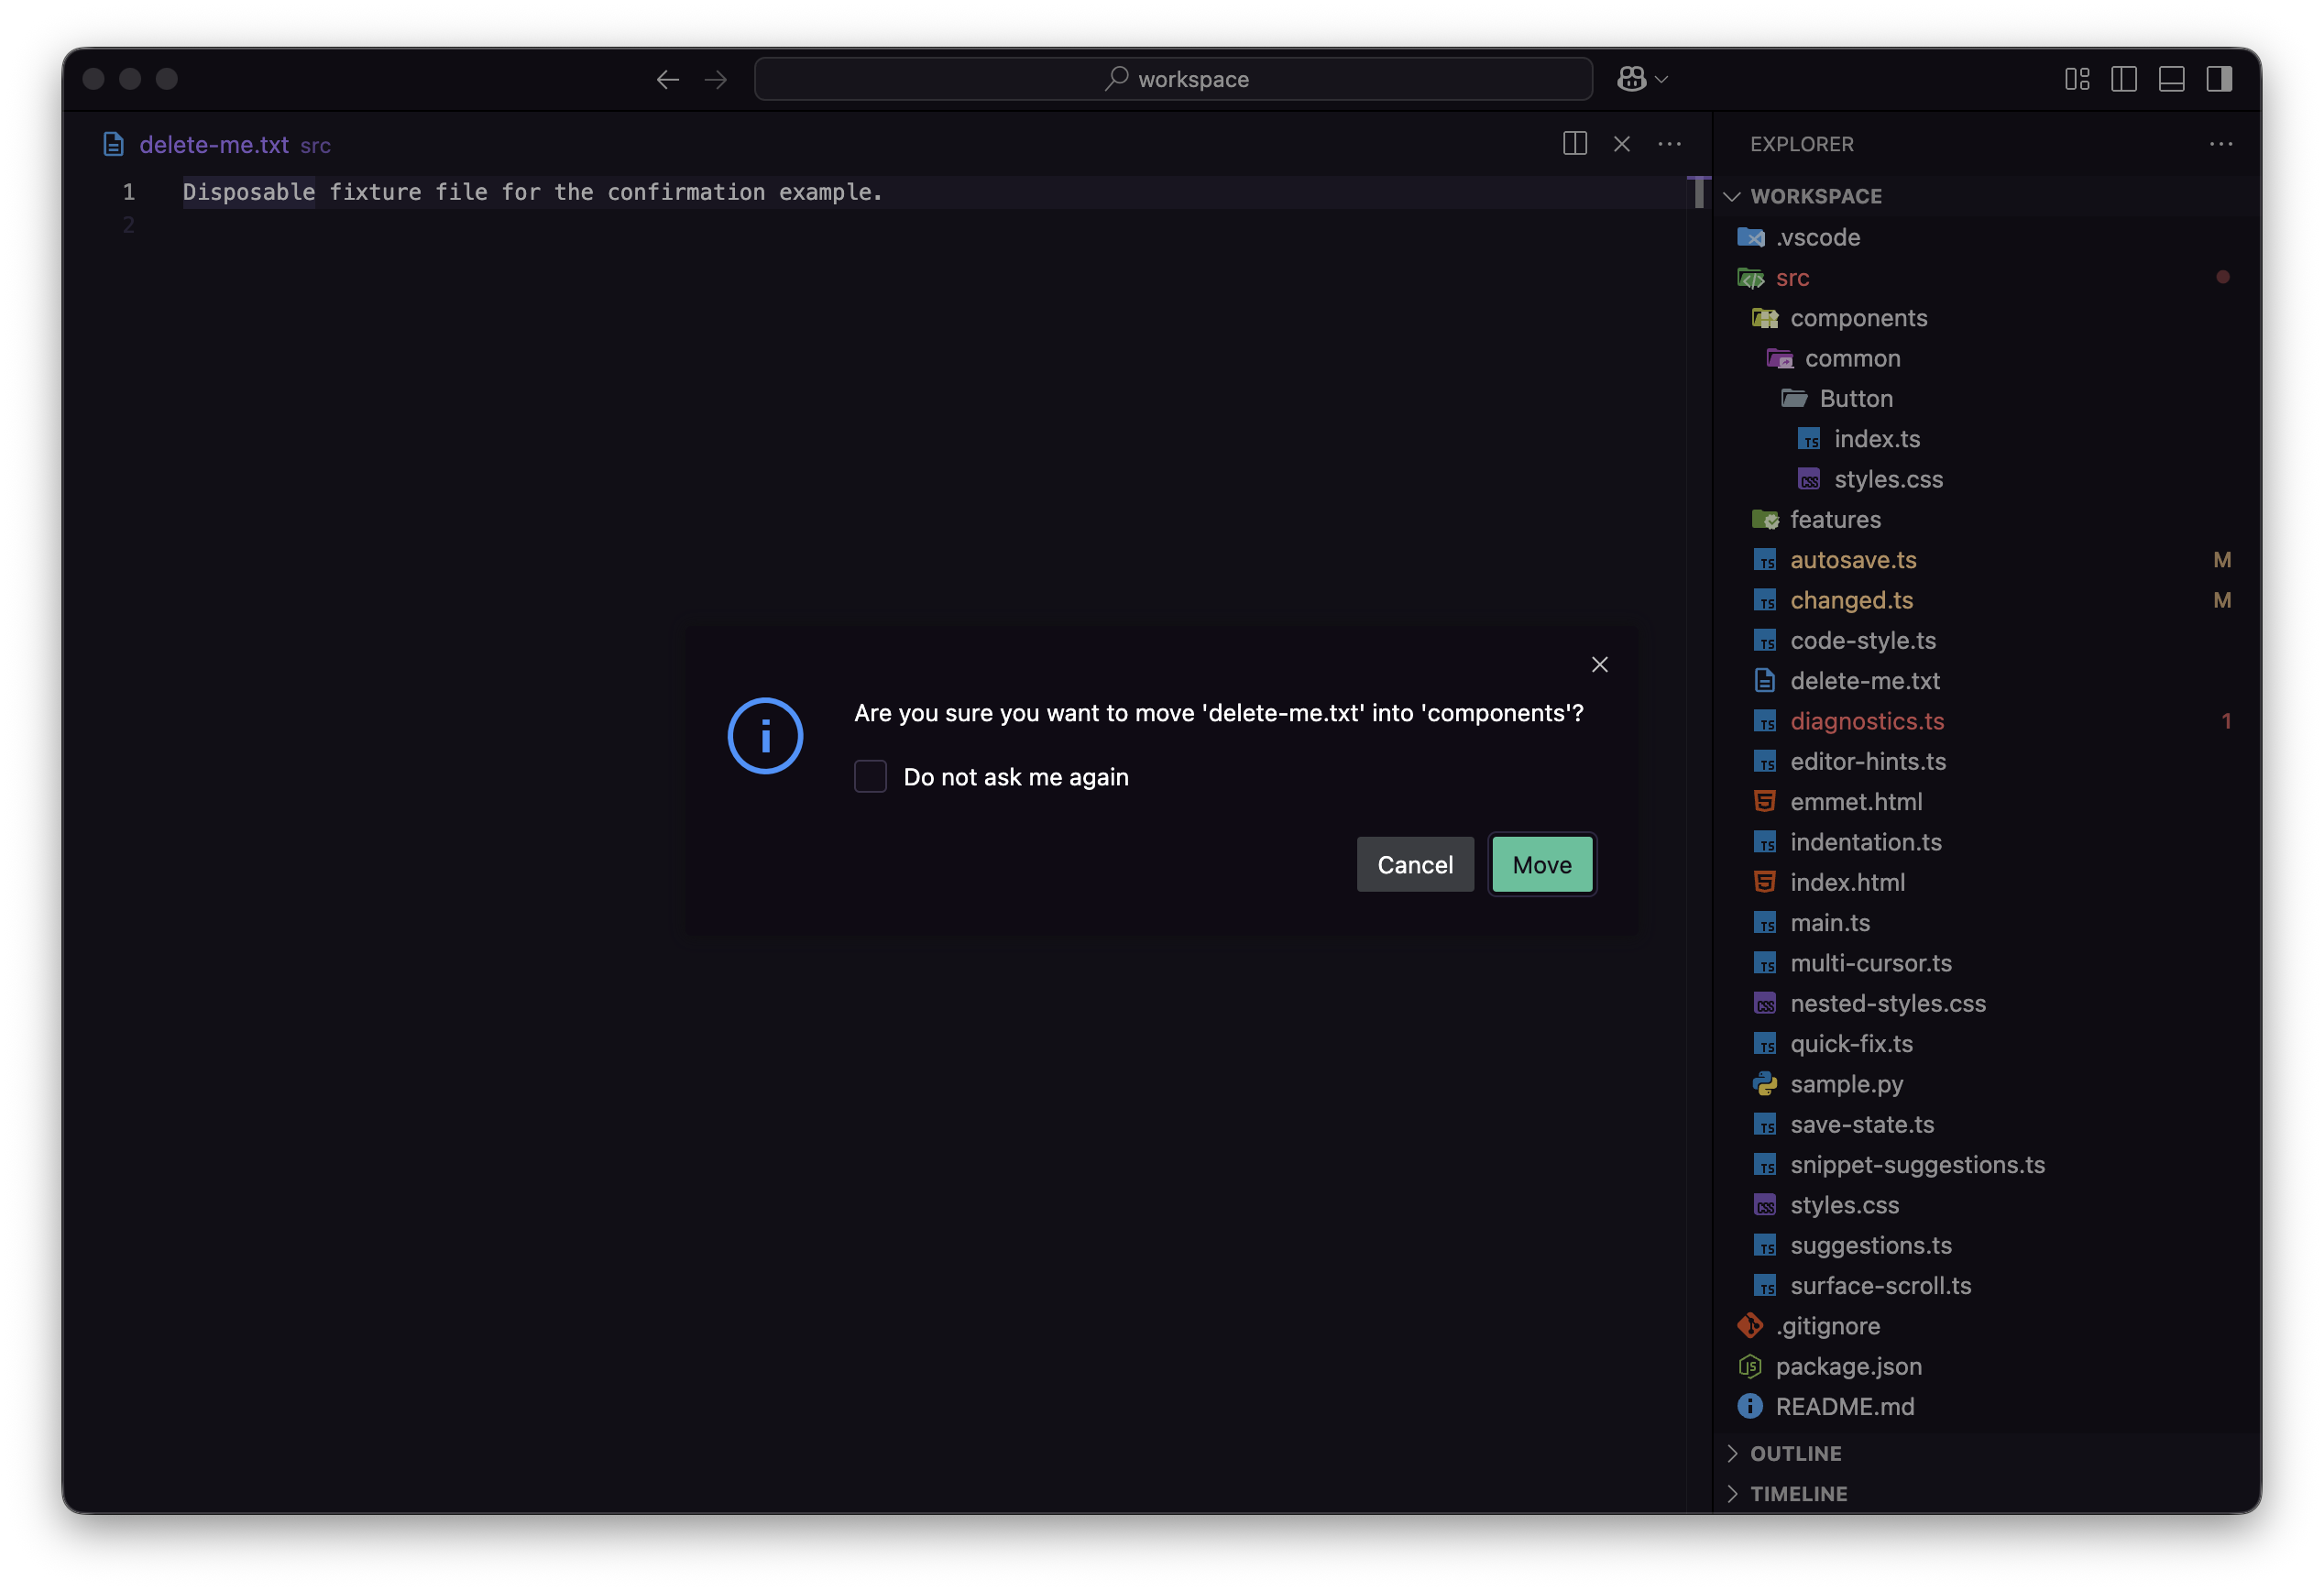 workspace
delete-me.txt src
1 Disposable fixture file for the confirmation example.
2
Are you sure you want to move 'delete-me.txt' into 'components'?
Do not ask me again
Cancel
Move
EXPLORER
WORKSPACE
.vscode
src
components
common
Button
index.ts
styles.css
features
autosave.ts M
changed.ts M
code-style.ts
delete-me.txt
diagnostics.ts 1
editor-hints.ts
emmet.html
indentation.ts
index.html
main.ts
multi-cursor.ts
nested-styles.css
quick-fix.ts
sample.py
save-state.ts
snippet-suggestions.ts
styles.css
suggestions.ts
surface-scroll.ts
.gitignore
package.json
README.md
OUTLINE
TIMELINE